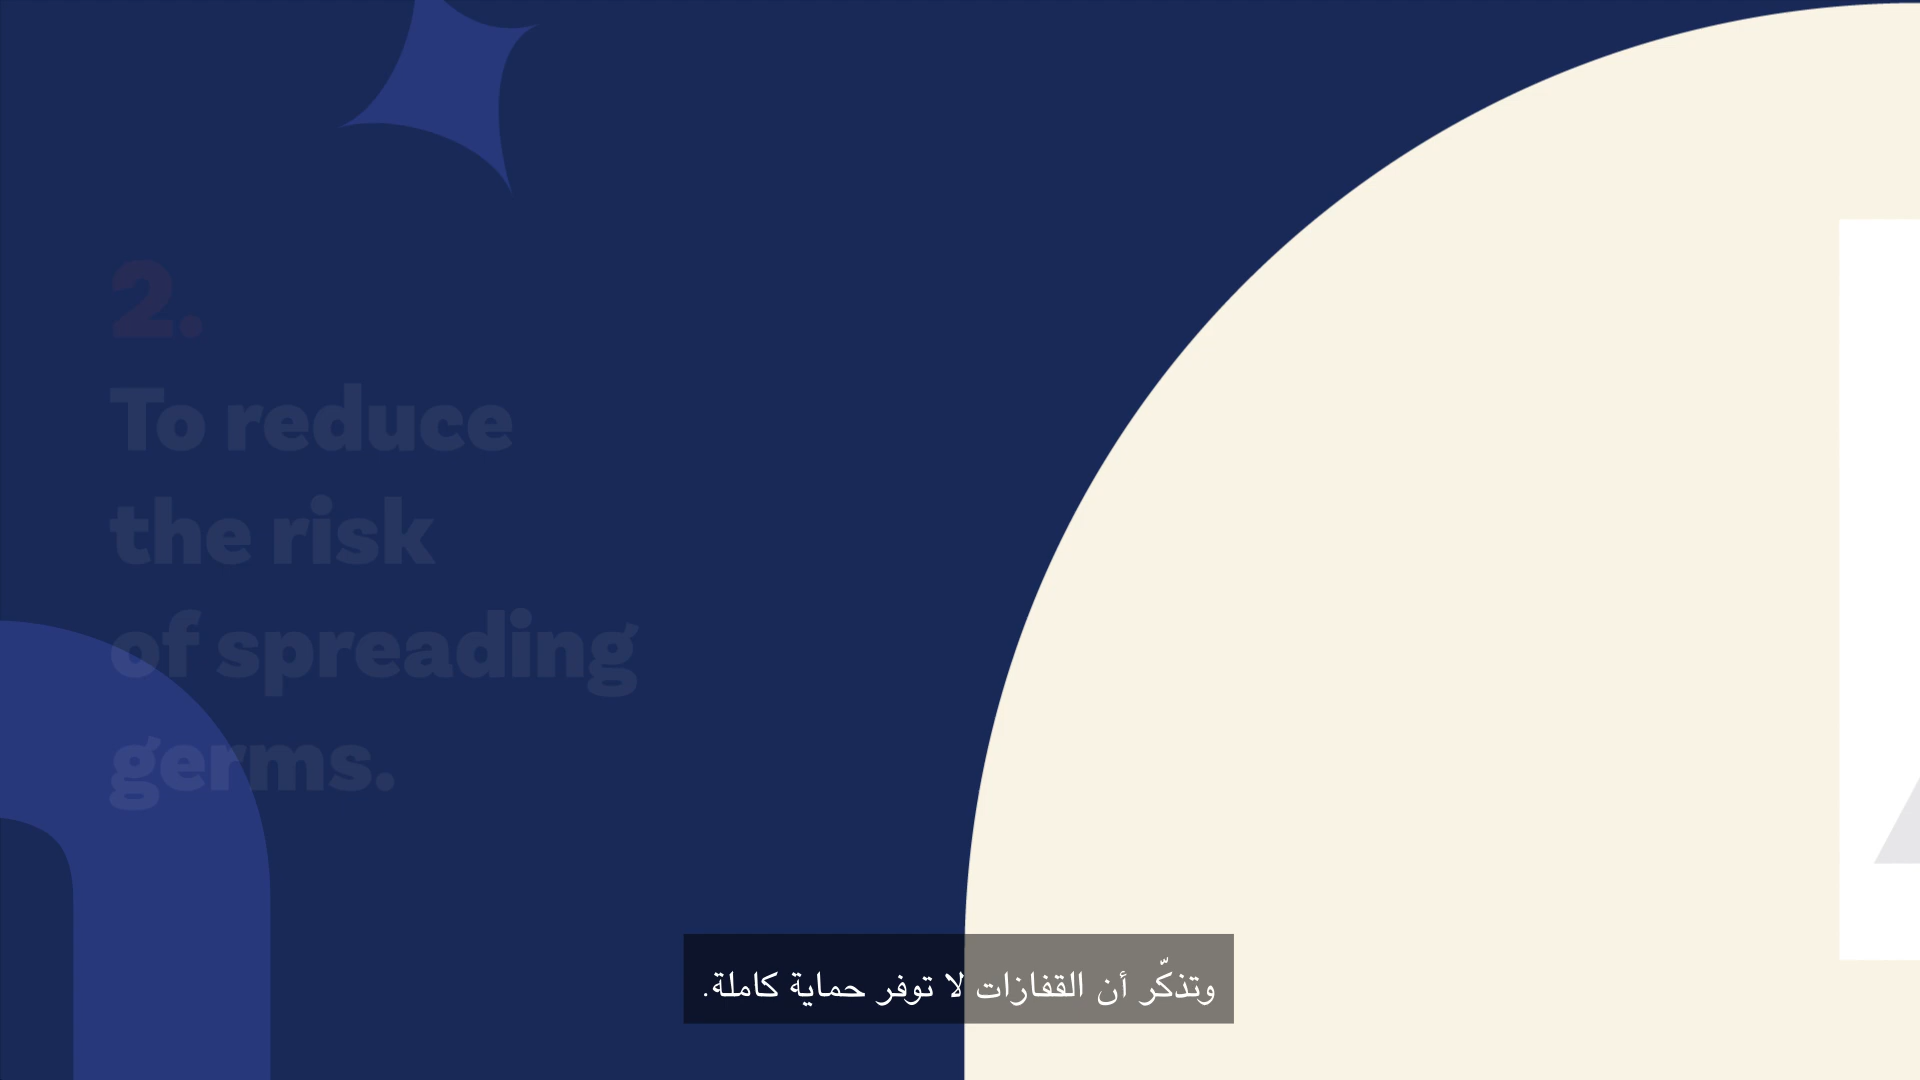 2.
To reduce
the risk
of spreading
germs.
وتذكّر أن القفازات لا توفر حماية كاملة.